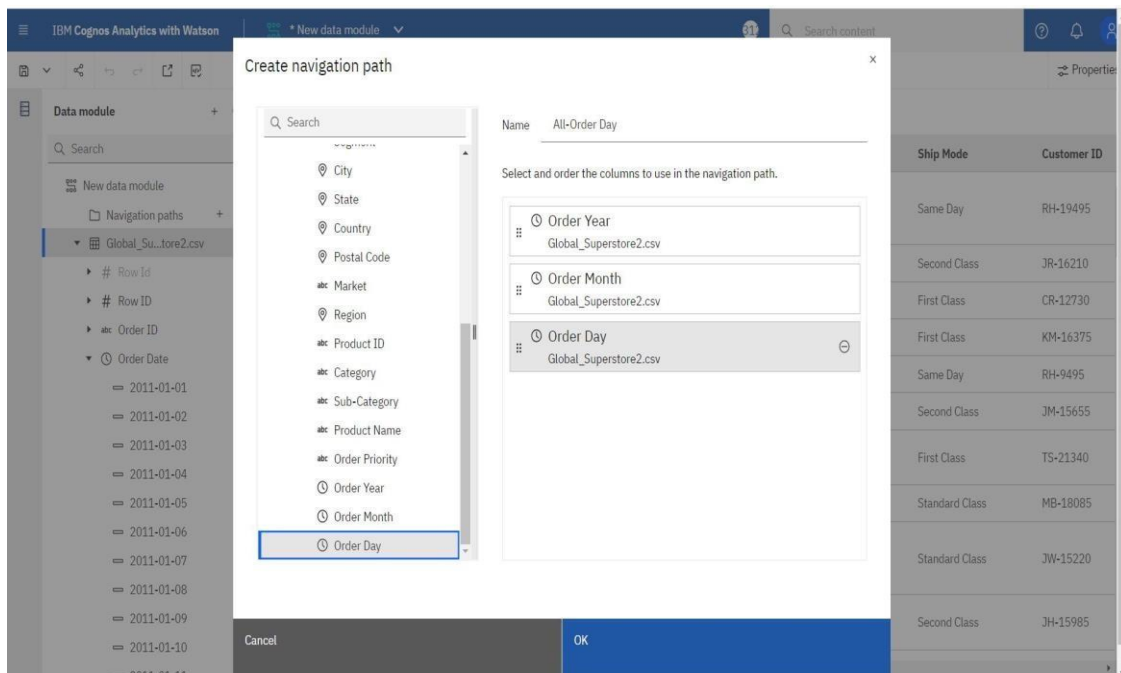 IBM Cognos Analytics with Watson
* New data module
Search content
Properties
Data module
Search
New data module
Navigation paths
Global_Su...tore2.csv
# Row Id
# Row ID
abc Order ID
Order Date
2011-01-01
2011-01-02
2011-01-03
2011-01-04
2011-01-05
2011-01-06
2011-01-07
2011-01-08
2011-01-09
2011-01-10
Create navigation path
x
Search
City
State
Country
Postal Code
abc Market
Region
abc Product ID
abc Category
abc Sub-Category
abc Product Name
abc Order Priority
Order Year
Order Month
Order Day
Name All-Order Day
Select and order the columns to use in the navigation path.
Order Year
Global_Superstore2.csv
Order Month
Global_Superstore2.csv
Order Day
Global_Superstore2.csv
Cancel
OK
Ship Mode Customer ID
Same Day RH-19495
Second Class JR-16210
First Class CR-12730
First Class KM-16375
Same Day RH-9495
Second Class JM-15655
First Class TS-21340
Standard Class MB-18085
Standard Class JW-15220
Second Class JH-15985